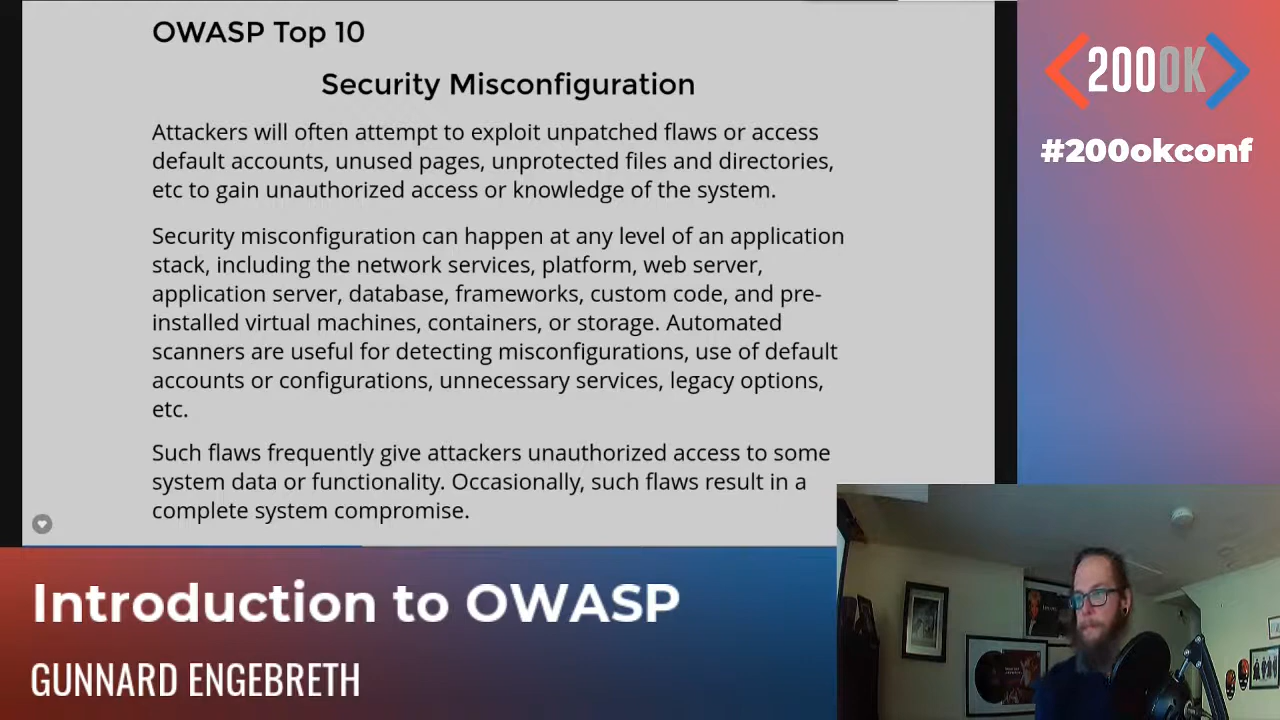 OWASP Top 10
Security Misconfiguration
Attackers will often attempt to exploit unpatched flaws or access
default accounts, unused pages, unprotected files and directories,
etc to gain unauthorized access or knowledge of the system.
Security misconfiguration can happen at any level of an application
stack, including the network services, platform, web server,
application server, database, frameworks, custom code, and pre-
installed virtual machines, containers, or storage. Automated
scanners are useful for detecting misconfigurations, use of default
accounts or configurations, unnecessary services, legacy options,
etc.
Such flaws frequently give attackers unauthorized access to some
system data or functionality. Occasionally, such flaws result in a
complete system compromise.
200OK
#200okconf
Introduction to OWASP
GUNNARD ENGEBRETH